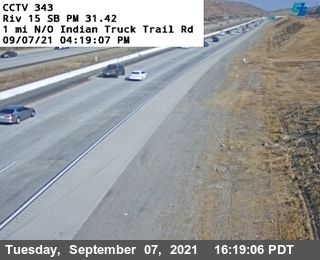 CCTV 343
Riv 15 SB PM 31.42
1 mi N/O Indian Truck Trail Rd
09/07/21 04:19:07 PM
Tuesday, September 07, 2021 16:19:06 PDT